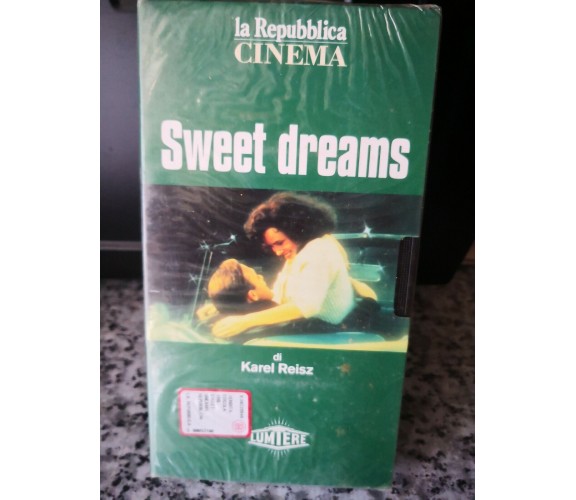 la Repubblica
CINEMA
Sweet dreams
di
Karel Reisz
LUMIERE